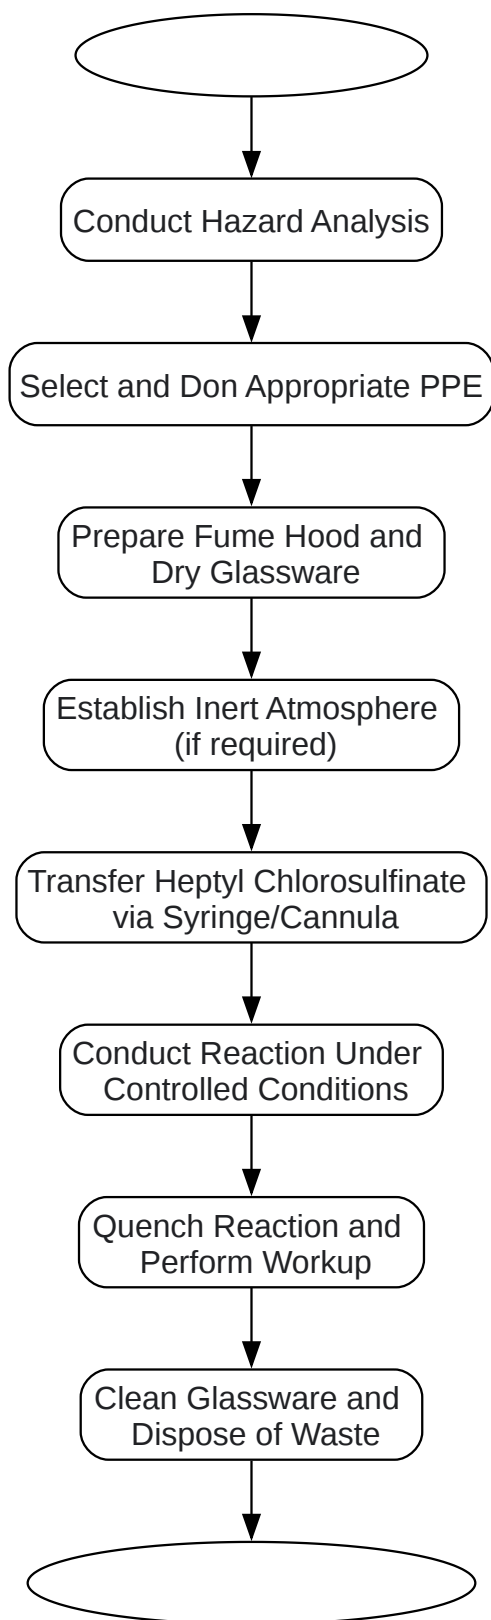 Conduct Hazard Analysis
Select and Don Appropriate PPE
Prepare Fume Hood and
Dry Glassware
Establish Inert Atmosphere
(if required)
Transfer Heptyl Chlorosulfinate
via Syringe/Cannula
Conduct Reaction Under
Controlled Conditions
Quench Reaction and
Perform Workup
Clean Glassware and
Dispose of Waste